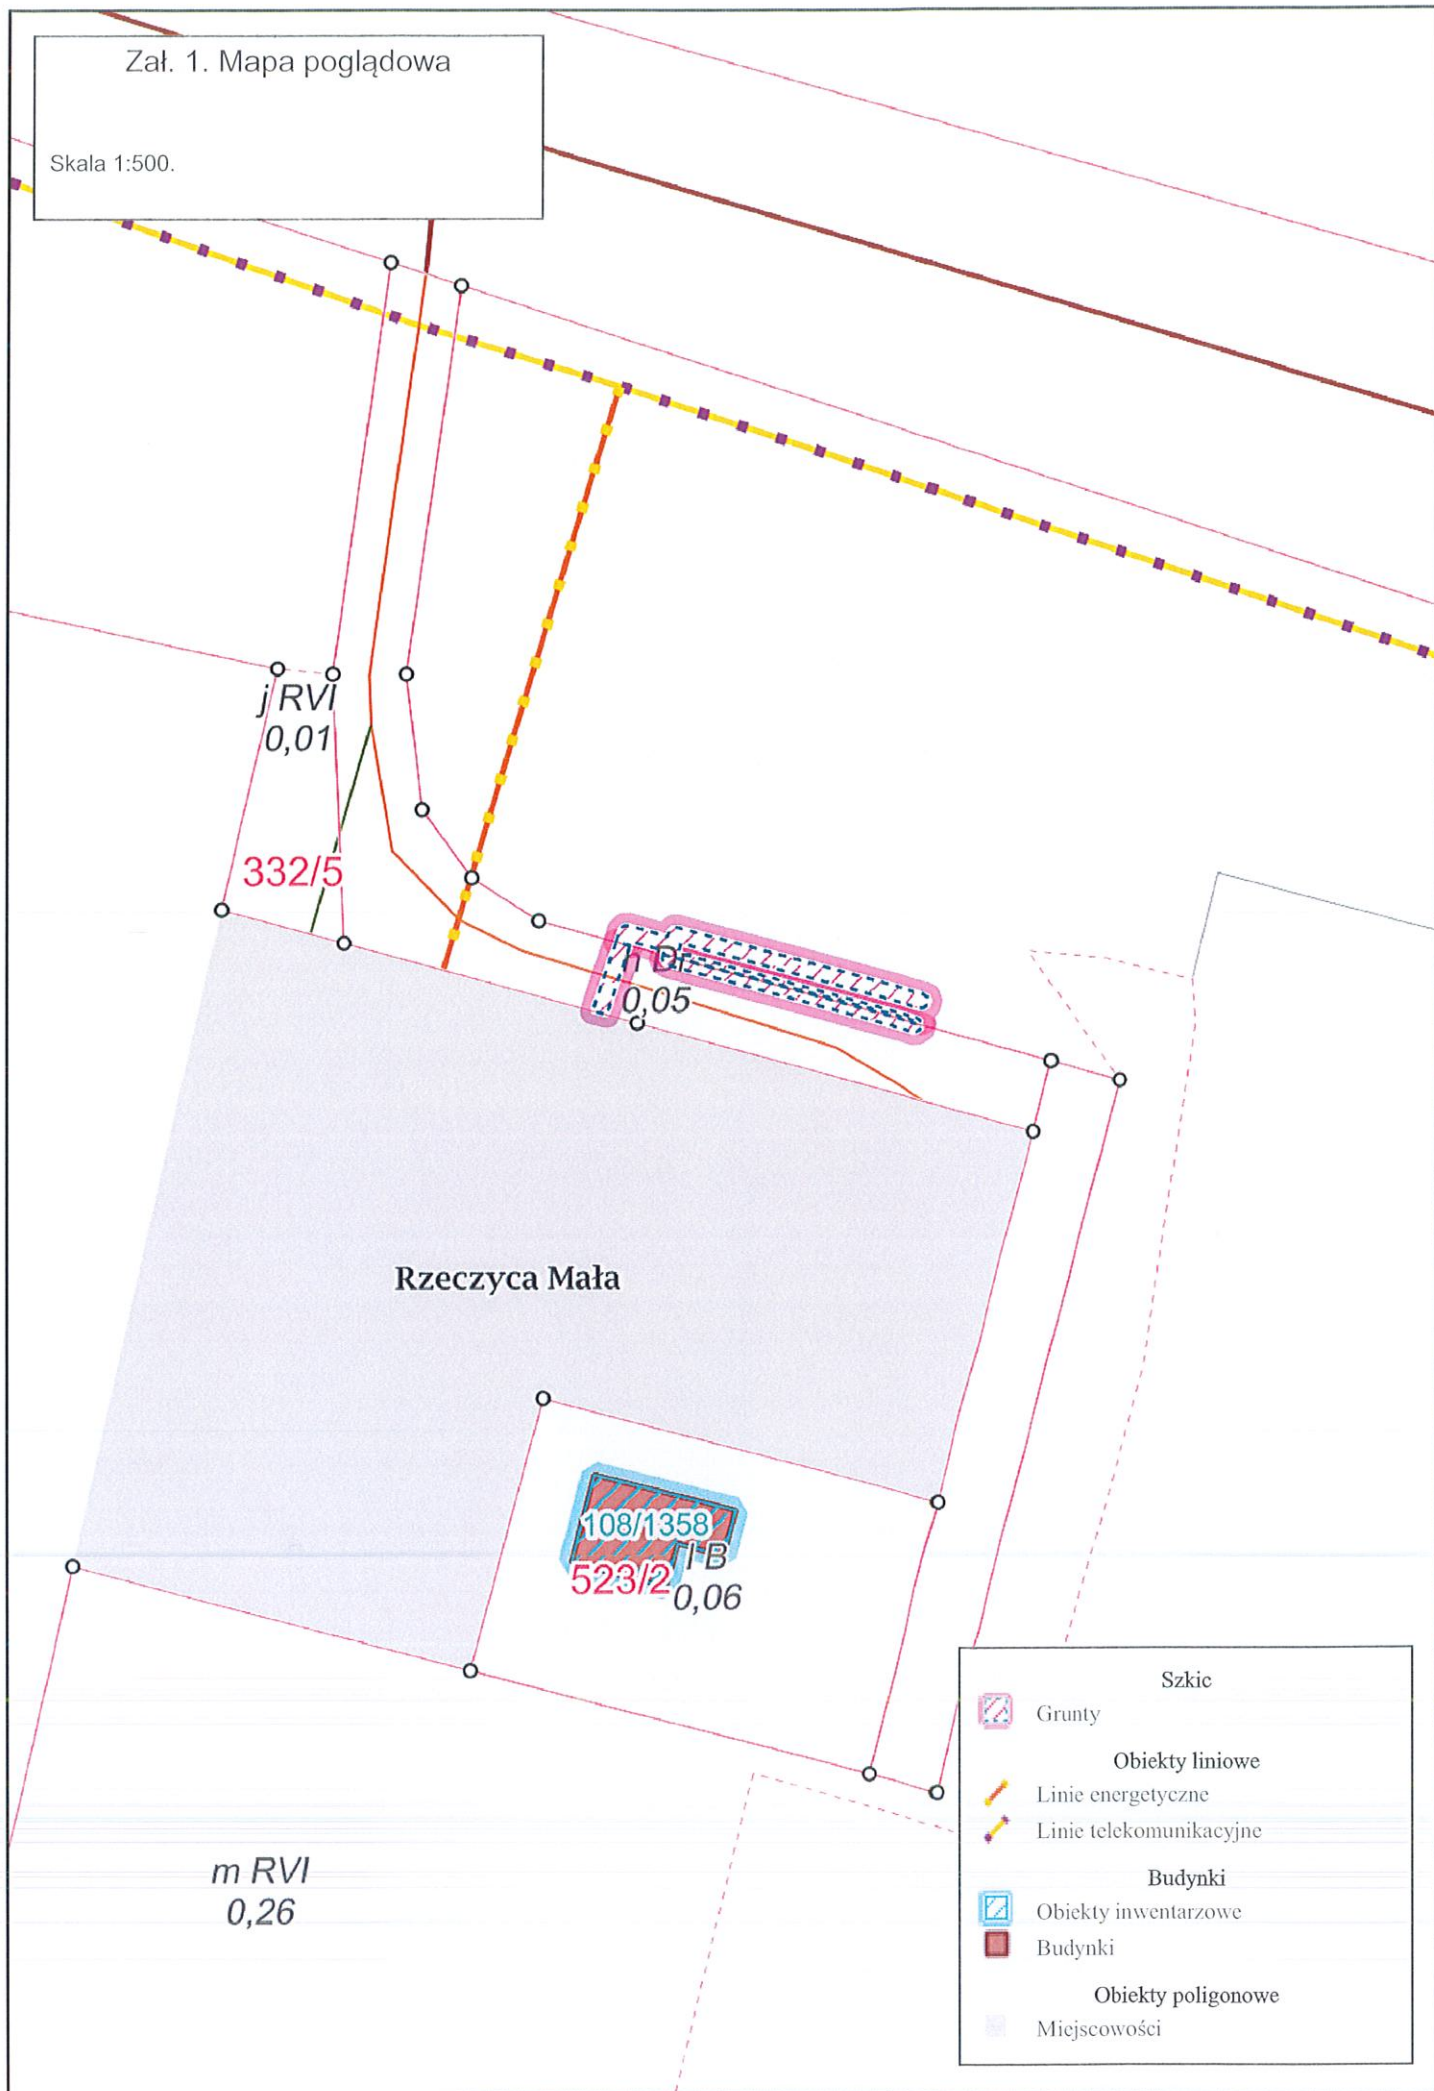 Zał. 1. Mapa poglądowa
Skala 1:500.
j RVI
0,01
332/5
n Dr
0,05
Rzeczyca Mała
108/1358
l B
523/2
0,06
m RVI
0,26
Szkic
Grunty
Obiekty liniowe
Linie energetyczne
Linie telekomunikacyjne
Budynki
Obiekty inwentarzowe
Budynki
Obiekty poligonowe
Miejscowości